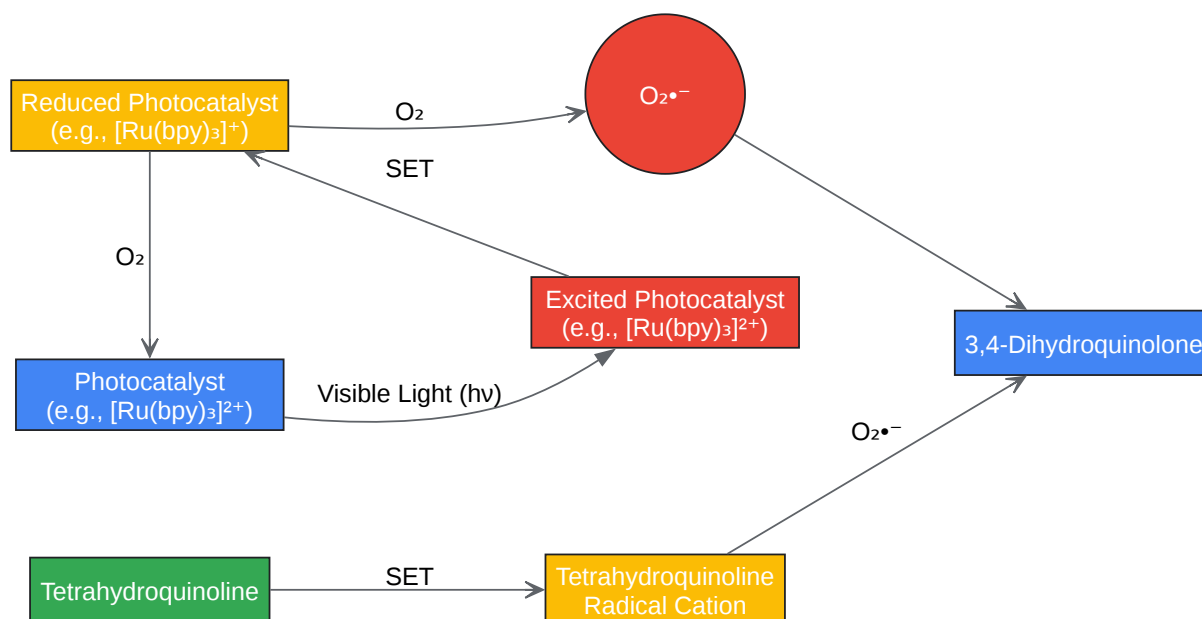 O₂•⁻
Reduced Photocatalyst
(e.g., [Ru(bpy)₃]⁺)
O₂
SET
O₂
Excited Photocatalyst
(e.g., [Ru(bpy)₃]²⁺)
3,4-Dihydroquinolone
Photocatalyst
(e.g., [Ru(bpy)₃]²⁺)
Visible Light (hν)
O₂•⁻
Tetrahydroquinoline
SET
Tetrahydroquinoline
Radical Cation